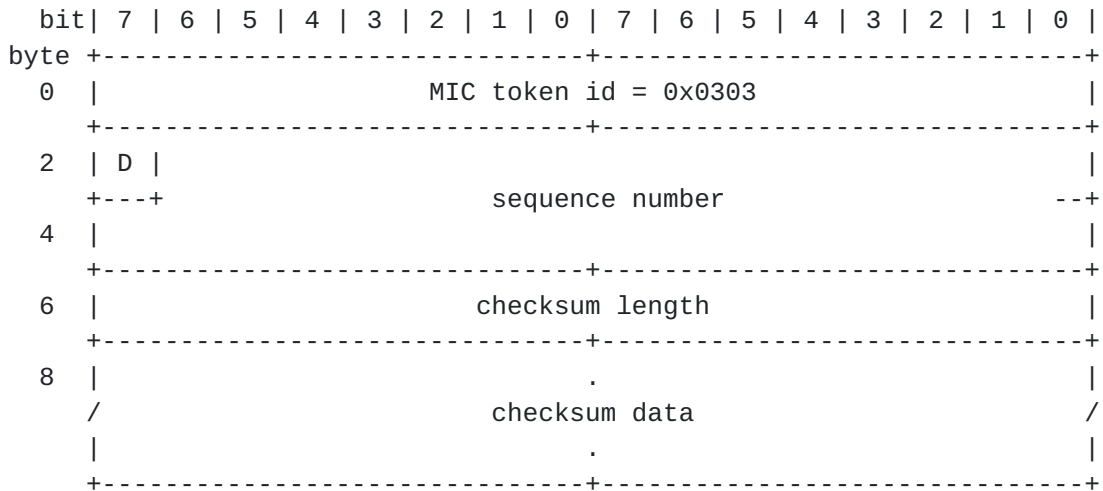 bit| 7 | 6 | 5 | 4 | 3 | 2 | 1 | 0 | 7 | 6 | 5 | 4 | 3 | 2 | 1 | 0 |
byte +-------------------------------+-------------------------------+
  0  |                     MIC token id = 0x0303                     |
     +-------------------------------+-------------------------------+
  2  | D |                                                           |
     +---+                     sequence number                     --+
  4  |                                                               |
     +-------------------------------+-------------------------------+
  6  |                        checksum length                        |
     +-------------------------------+-------------------------------+
  8  |                               .                               |
     /                         checksum data                         /
     |                               .                               |
     +-------------------------------+-------------------------------+